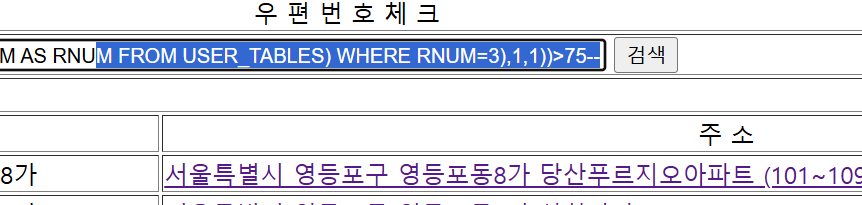 우 편 번 호 체 크
M AS RNUM FROM USER_TABLES) WHERE RNUM=3),1,1))>75-- 검색
주 소
8가 서울특별시 영등포구 영등포동8가 당산푸르지오아파트 (101~109